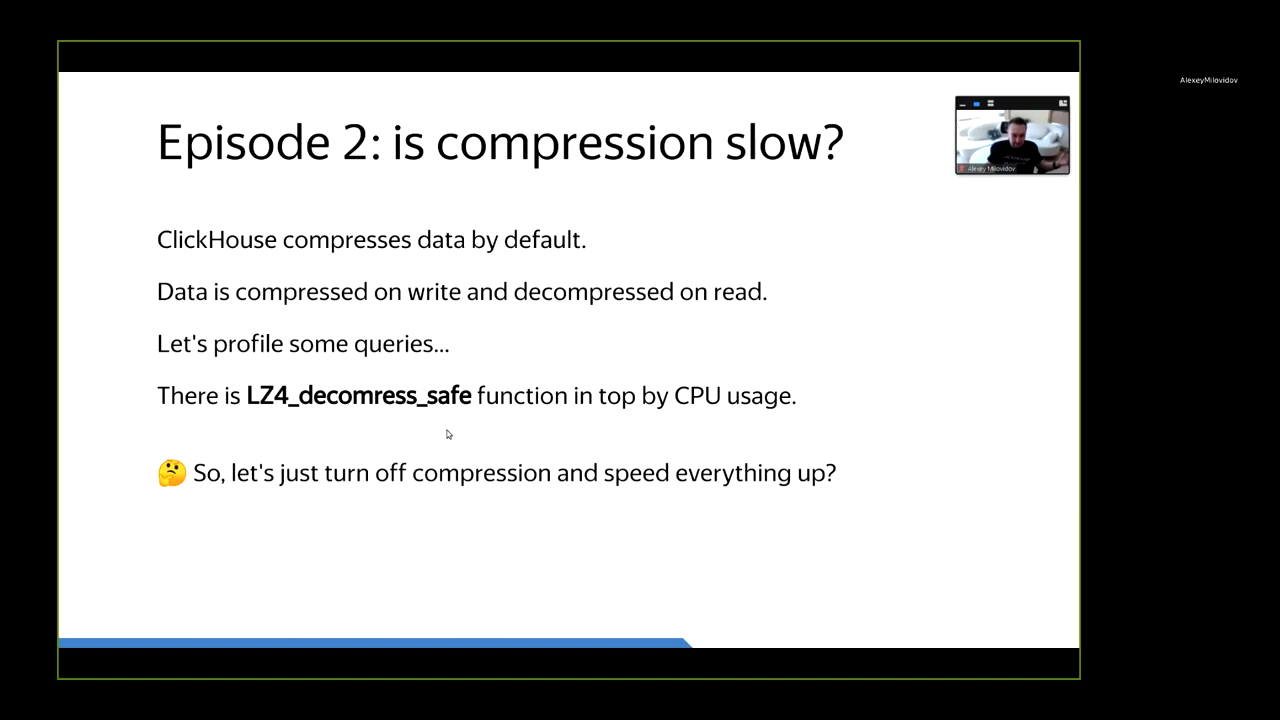 AlexeyMilovidov
Episode 2: is compression slow?
Alexey Milovidov
ClickHouse compresses data by default.
Data is compressed on write and decompressed on read.
Let's profile some queries...
There is LZ4_decomress_safe function in top by CPU usage.
🤔 So, let's just turn off compression and speed everything up?